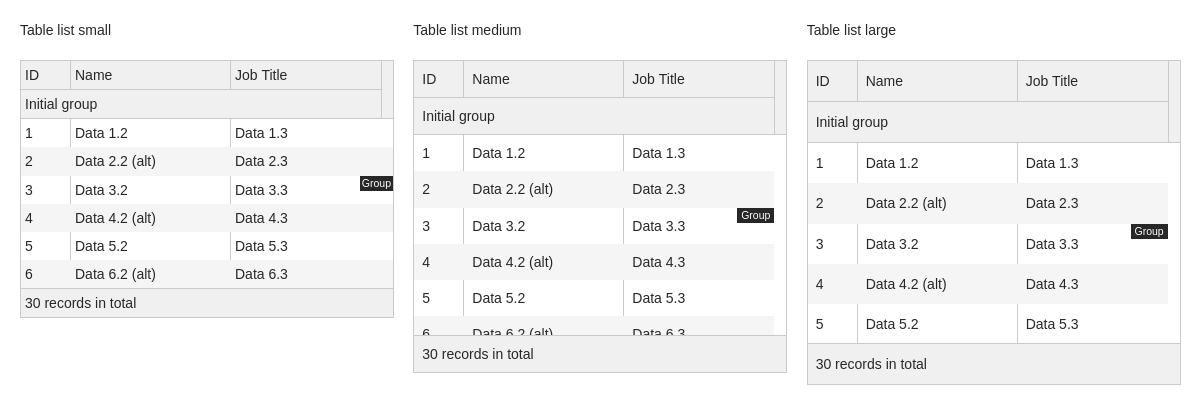 Table list small
ID Name Job Title
Initial group
1 Data 1.2 Data 1.3
2 Data 2.2 (alt) Data 2.3
3 Data 3.2 Data 3.3 Group
4 Data 4.2 (alt) Data 4.3
5 Data 5.2 Data 5.3
6 Data 6.2 (alt) Data 6.3
30 records in total
Table list medium
ID Name Job Title
Initial group
1 Data 1.2 Data 1.3
2 Data 2.2 (alt) Data 2.3
3 Data 3.2 Data 3.3 Group
4 Data 4.2 (alt) Data 4.3
5 Data 5.2 Data 5.3
6 Data 6.2 (alt) Data 6.3
30 records in total
Table list large
ID Name Job Title
Initial group
1 Data 1.2 Data 1.3
2 Data 2.2 (alt) Data 2.3
3 Data 3.2 Data 3.3 Group
4 Data 4.2 (alt) Data 4.3
5 Data 5.2 Data 5.3
30 records in total